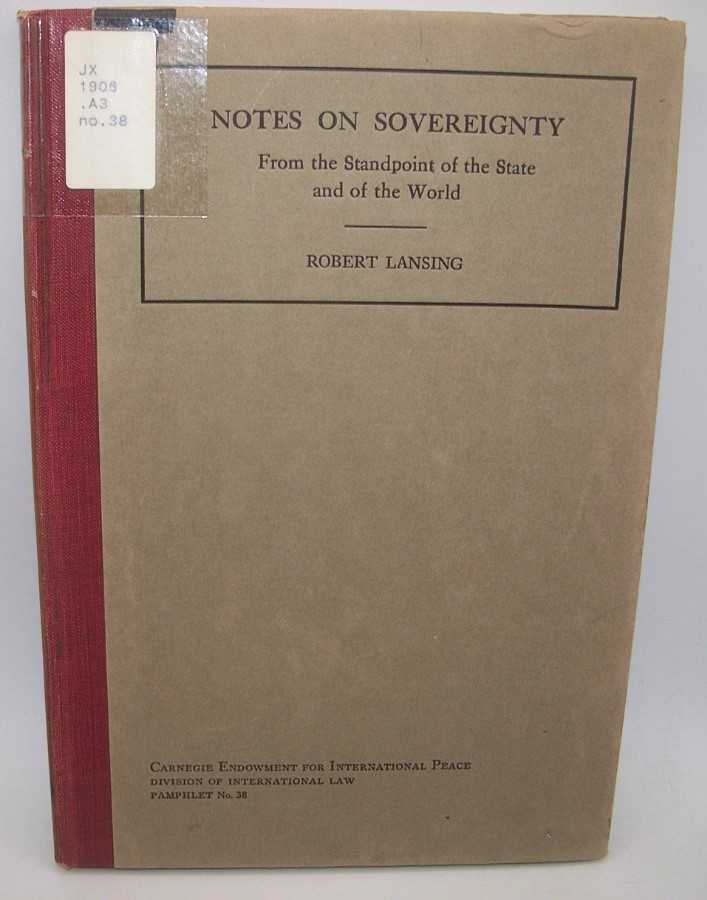 JX
1906
.A3
no.38
NOTES ON SOVEREIGNTY
From the Standpoint of the State
and of the World
ROBERT LANSING
CARNEGIE ENDOWMENT FOR INTERNATIONAL PEACE
DIVISION OF INTERNATIONAL LAW
PAMPHLET No. 38